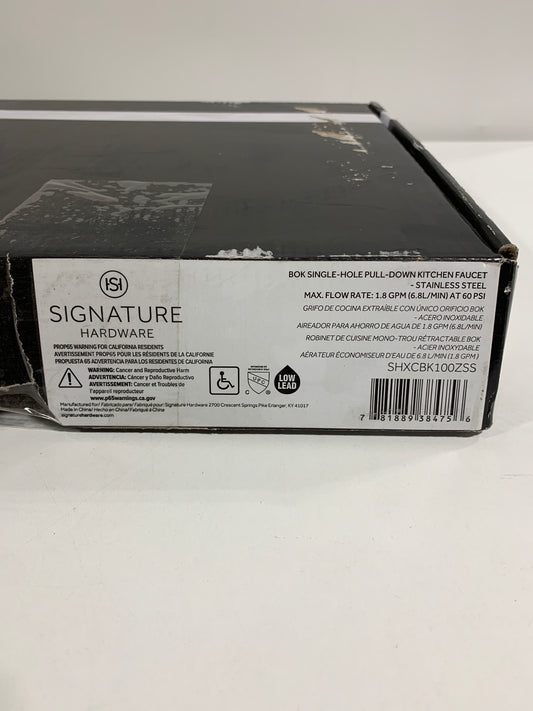 SIGNATURE
HARDWARE
PROP65 WARNING FOR CALIFORNIA RESIDENTS
AVERTISSEMENT PROP65 POUR LES RÉSIDENTS DE LA CALIFORNIE
PROPUESTA 65 ADVERTENCIA PARA LOS RESIDENTES DE CALIFORNIA
WARNING: Cancer and Reproductive Harm
ADVERTENCIA: Cáncer y Daño Reproductivo
AVERTISSEMENT: Cancer et Troubles de
l'appareil reproducteur
www.p65warnings.ca.gov
Manufactured for/ Fabricado para/ Fabriqué pour: Signature Hardware 2700 Crescent Springs Pike Erlanger, KY 41017
Made in China/ Hecho en China/ Fabriqué à China
signaturehardware.com
C UPC
LOW
LEAD
BOK SINGLE-HOLE PULL-DOWN KITCHEN FAUCET
- STAINLESS STEEL
MAX. FLOW RATE: 1.8 GPM (6.8L/MIN) AT 60 PSI
GRIFO DE COCINA EXTRAÍBLE CON ÚNICO ORIFICIO BOK
- ACERO INOXIDABLE
AIREADOR PARA AHORRO DE AGUA DE 1.8 GPM (6.8L/MIN)
ROBINET DE CUISINE MONO-TROU RÉTRACTABLE BOK
- ACIER INOXYDABLE
AÉRATEUR ÉCONOMISEUR D'EAU DE 6.8 L/MIN (1.8 GPM)
SHXCBK100ZSS
7 81889 38475 6